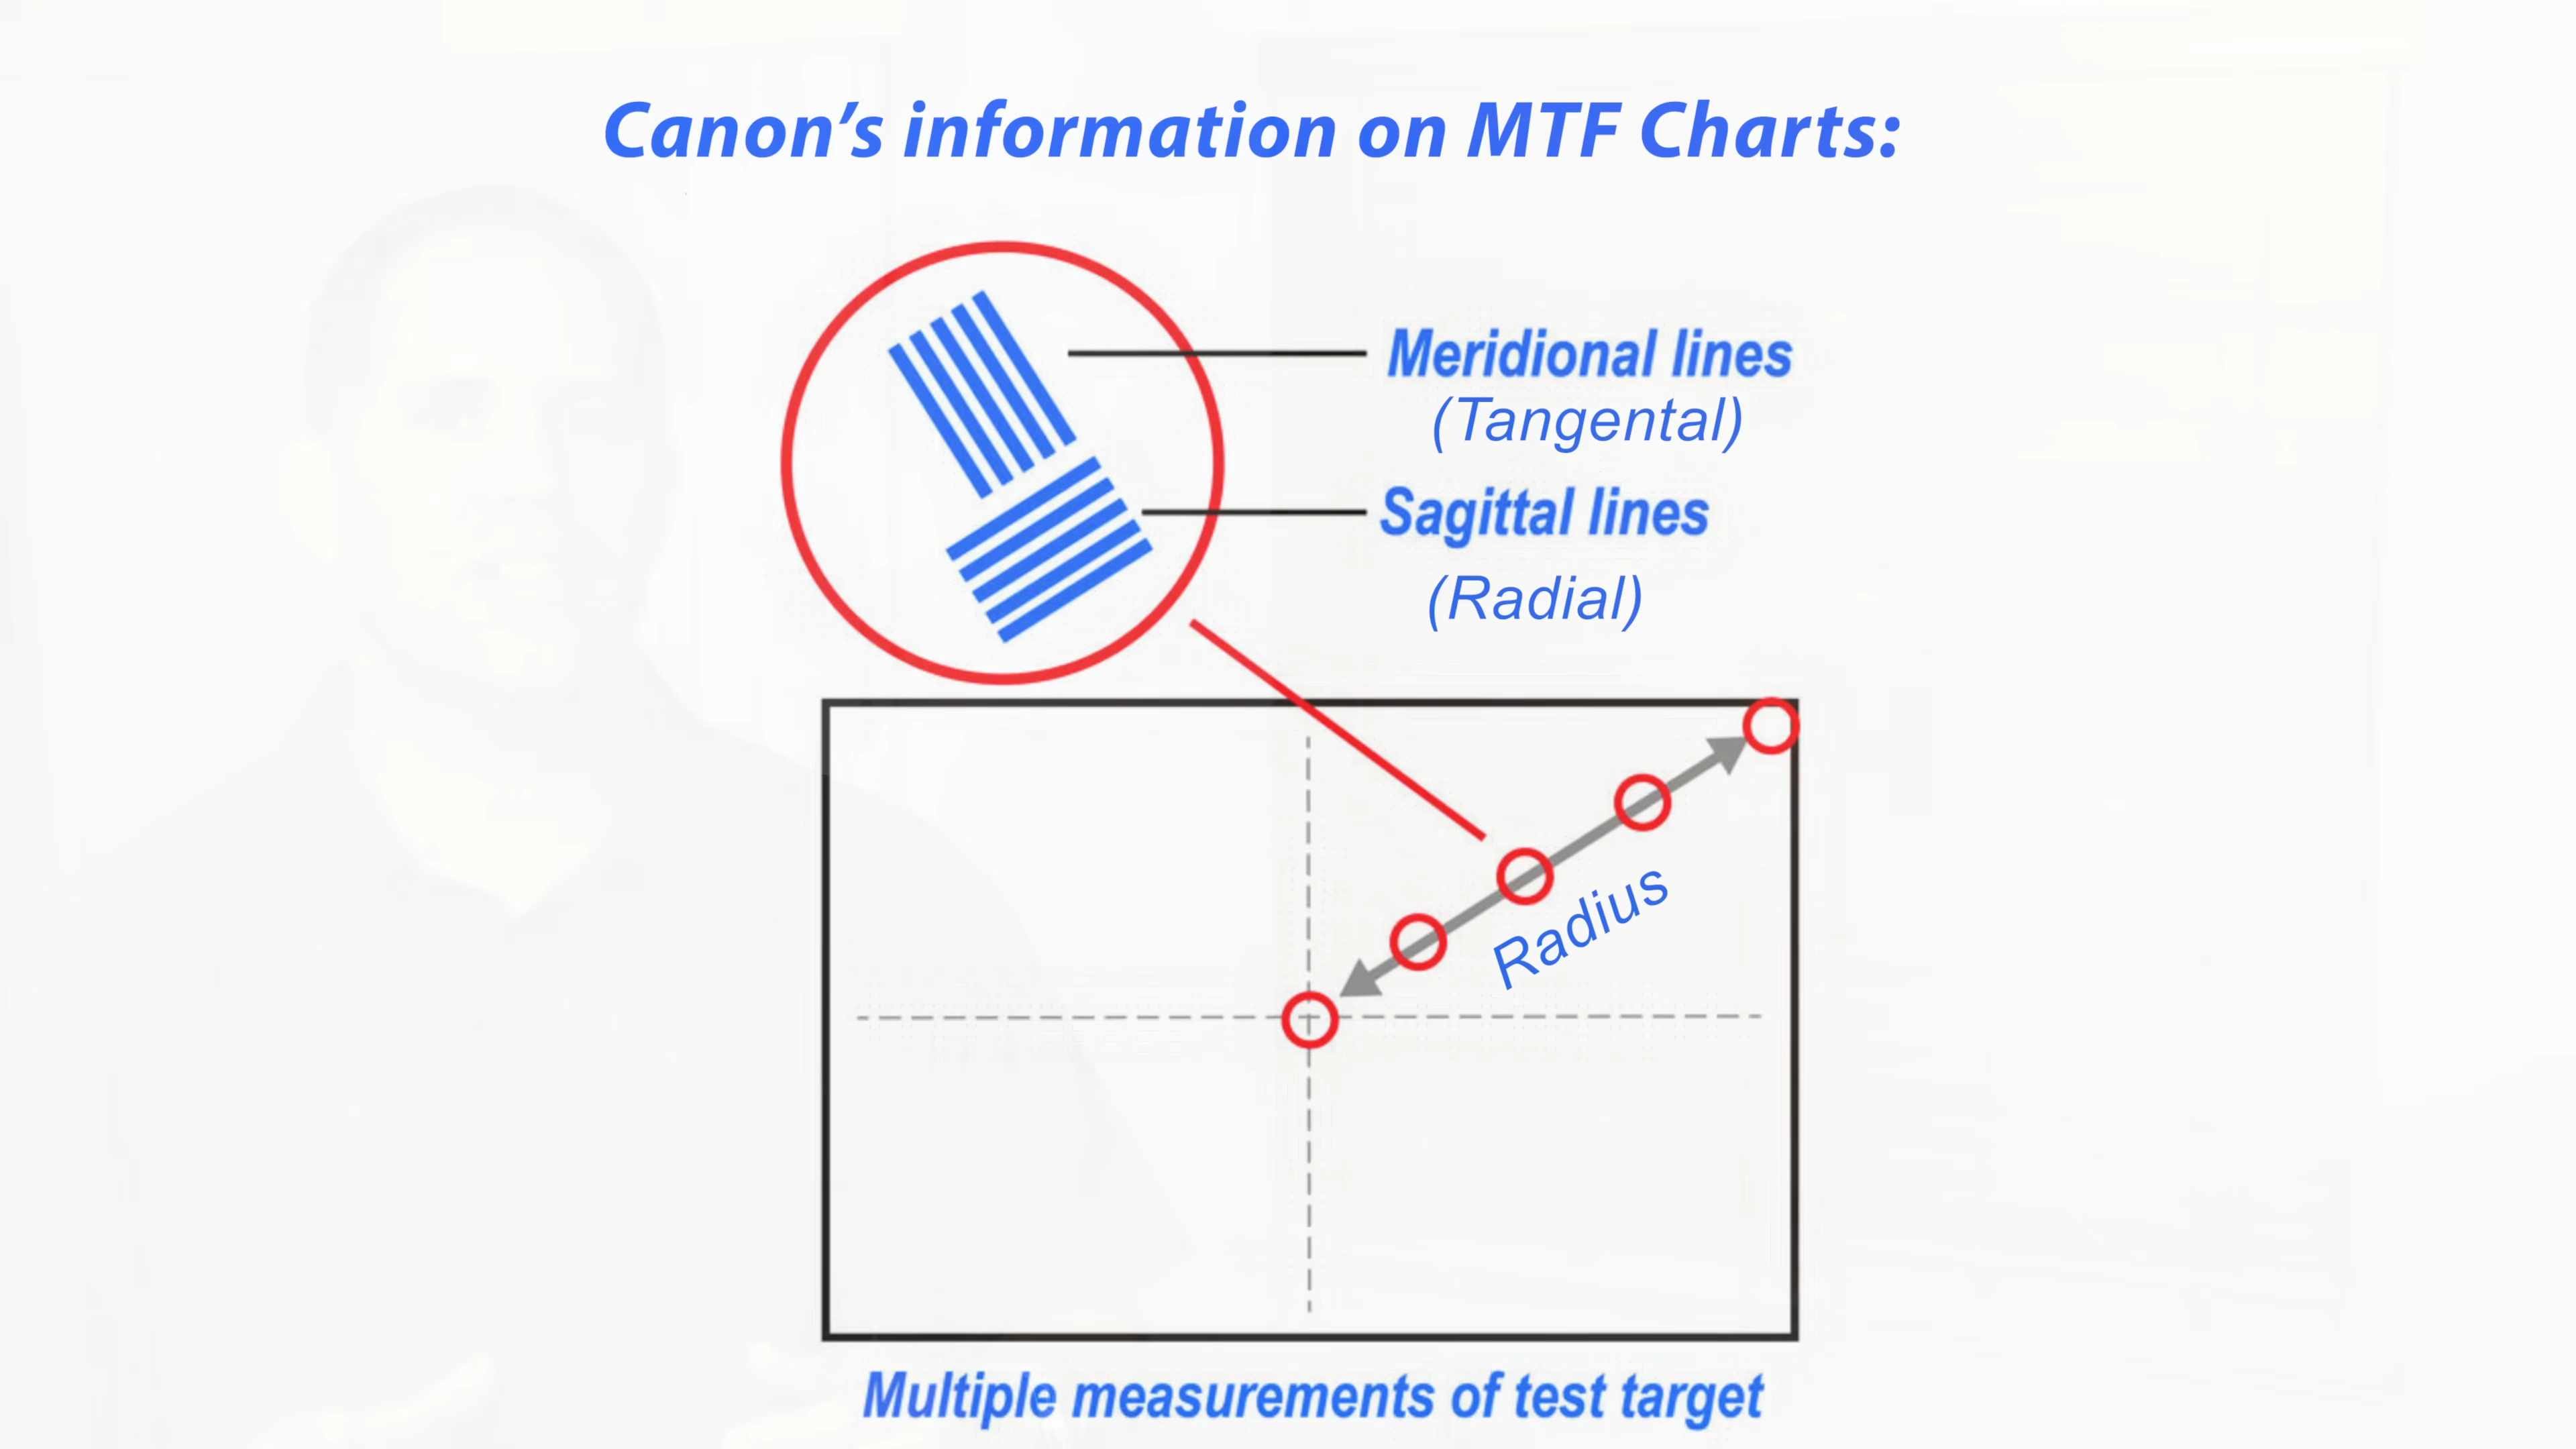 Canon’s information on MTF Charts:
Meridional lines
(Tangental)
Sagittal lines
(Radial)
Radius
Multiple measurements of test target